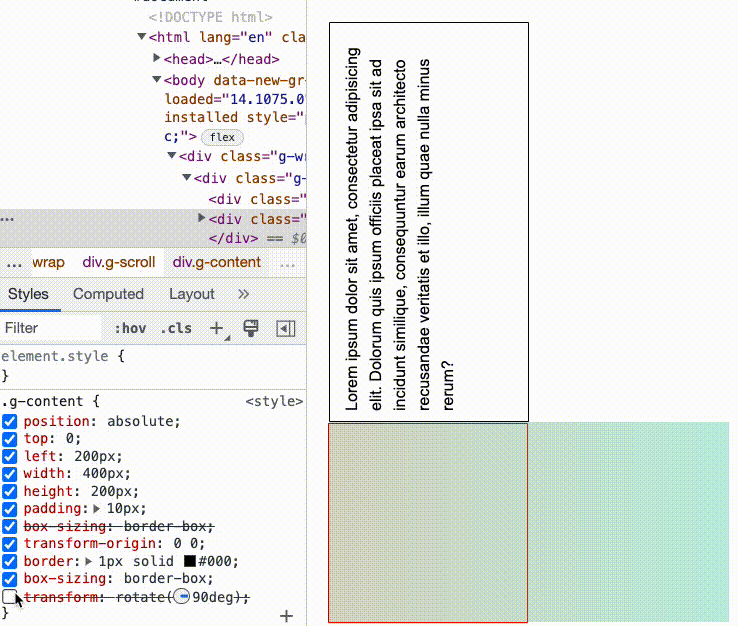 <!DOCTYPE html>
<html lang="en" cla
<head>…</head>
<body data-new-gr-
loaded="14.1075.0
installed style="
c;"> flex
<div class="g-wr
<div class="g-
<div class="
… <div class="
</div> == $0
… wrap div.g-scroll div.g-content …
Styles Computed Layout »
Filter :hov .cls +
element.style {
}
.g-content { <style>
position: absolute;
top: 0;
left: 200px;
width: 400px;
height: 200px;
padding: 10px;
box-sizing: border-box;
transform-origin: 0 0;
border: 1px solid #000;
box-sizing: border-box;
transform: rotate(90deg);
}
+
Lorem ipsum dolor sit amet, consectetur adipisicing
elit. Dolorum quis ipsum officiis placeat ipsa sit ad
incidunt similique, consequuntur earum architecto
recusandae veritatis et illo, illum quae nulla minus
rerum?